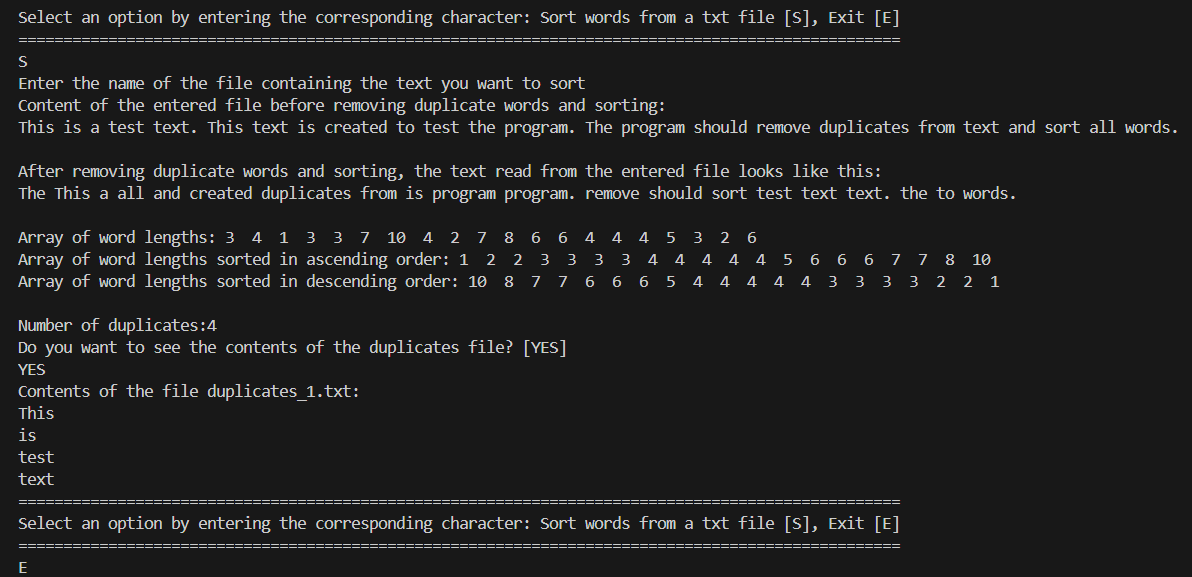 Select an option by entering the corresponding character: Sort words from a txt file [S], Exit [E]
==================================================================================================
S
Enter the name of the file containing the text you want to sort
Content of the entered file before removing duplicate words and sorting:
This is a test text. This text is created to test the program. The program should remove duplicates from text and sort all words.

After removing duplicate words and sorting, the text read from the entered file looks like this:
The This a all and created duplicates from is program program. remove should sort test text text. the to words.

Array of word lengths: 3  4  1  3  3  7  10  4  2  7  8  6  6  4  4  4  5  3  2  6
Array of word lengths sorted in ascending order: 1  2  2  3  3  3  3  4  4  4  4  4  5  6  6  6  7  7  8  10
Array of word lengths sorted in descending order: 10  8  7  7  6  6  6  5  4  4  4  4  4  3  3  3  3  2  2  1

Number of duplicates:4
Do you want to see the contents of the duplicates file? [YES]
YES
Contents of the file duplicates_1.txt:
This
is
test
text
==================================================================================================
Select an option by entering the corresponding character: Sort words from a txt file [S], Exit [E]
==================================================================================================
E